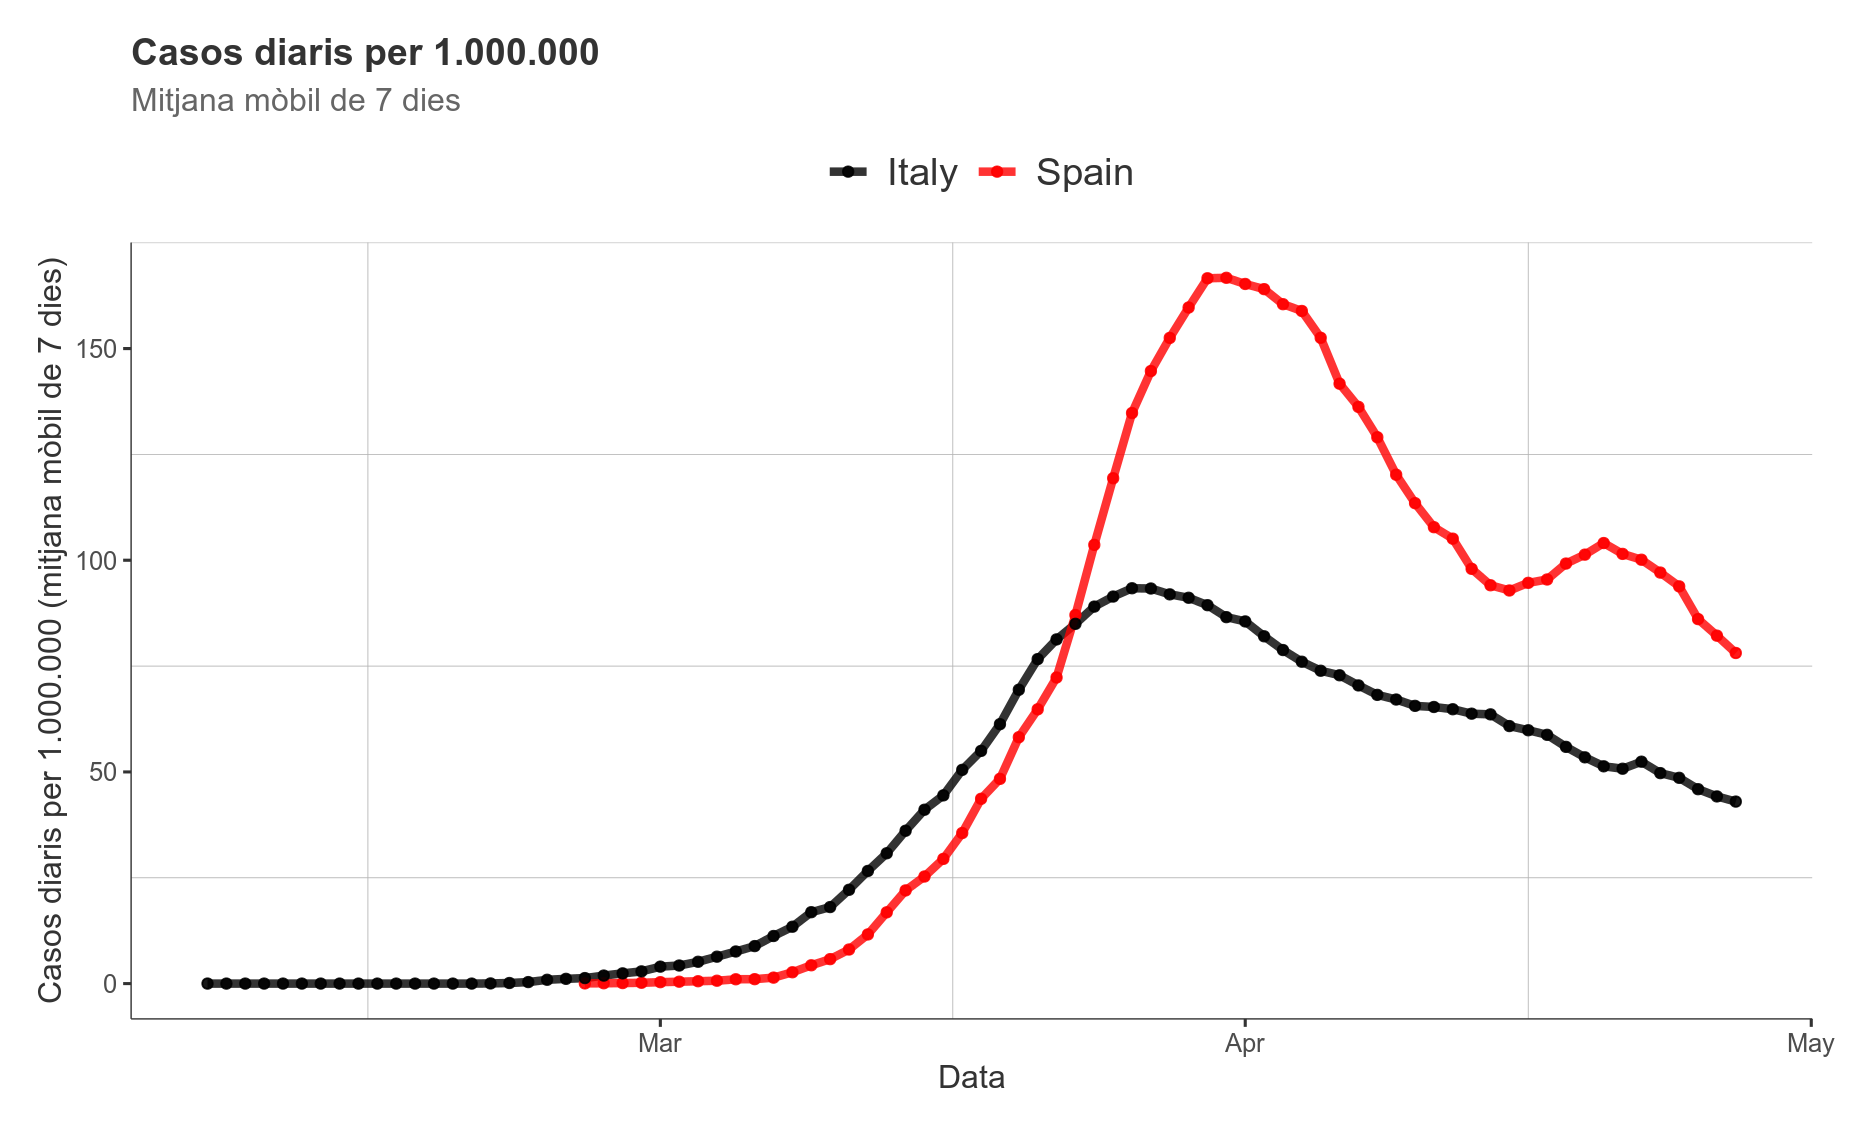 Casos diaris per 1.000.000
Mitjana mòbil de 7 dies
Italy Spain
Casos diaris per 1.000.000 (mitjana mòbil de 7 dies)
150
100
50
0
Mar Apr May
Data